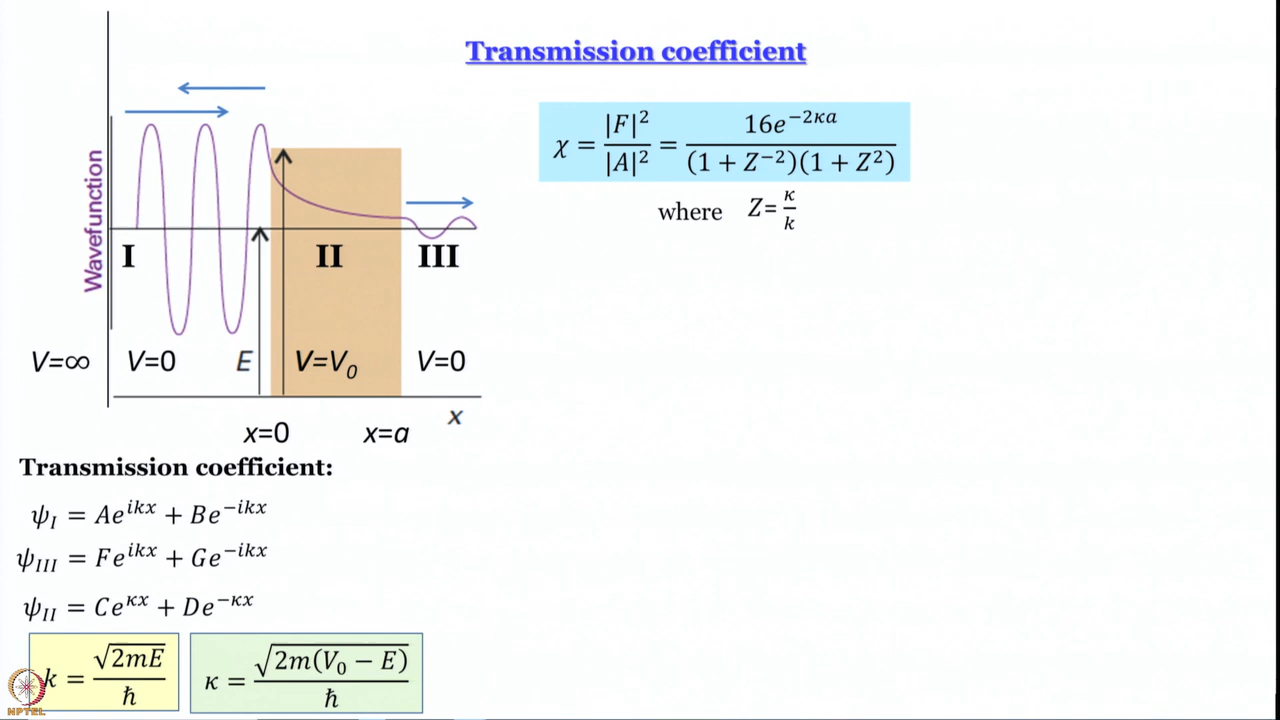 Transmission coefficient
χ = |F|²/|A|² = 16e^{-2κa}/((1 + Z^{-2})(1 + Z²))
where Z= κ/k
Wavefunction
I II III
V=∞ V=0 E V=V₀ V=0
x
x=0 x=a
Transmission coefficient:
ψ_I = Ae^{ikx} + Be^{-ikx}
ψ_III = Fe^{ikx} + Ge^{-ikx}
ψ_II = Ce^{κx} + De^{-κx}
k = √(2mE)/ħ κ = √(2m(V₀ − E))/ħ
NPTEL